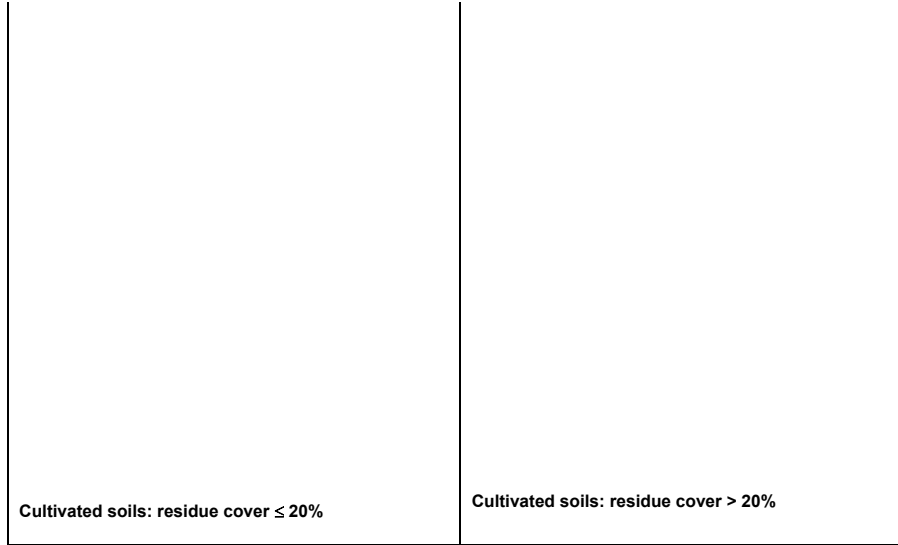 Cultivated soils: residue cover ≤ 20%
Cultivated soils: residue cover > 20%